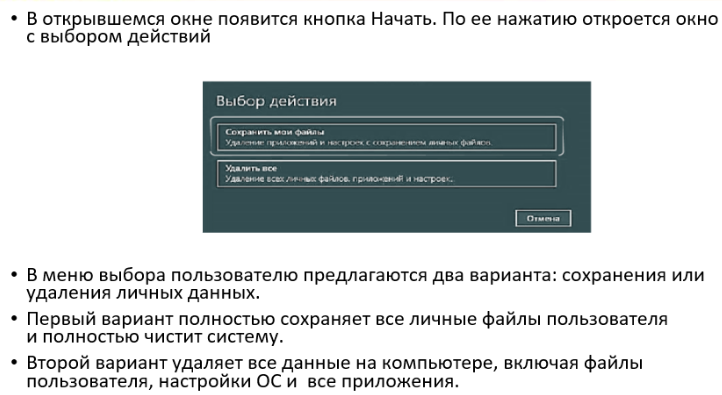 • В открывшемся окне появится кнопка Начать. По ее нажатию откроется окно
с выбором действий
Выбор действия
Сохранить мои файлы
Удаление приложений и настроек с сохранением личных файлов.
Удалить все
Удаление всех личных файлов, приложений и настроек.
Отмена
• В меню выбора пользователю предлагаются два варианта: сохранения или
удаления личных данных.
• Первый вариант полностью сохраняет все личные файлы пользователя
и полностью чистит систему.
• Второй вариант удаляет все данные на компьютере, включая файлы
пользователя, настройки ОС и  все приложения.